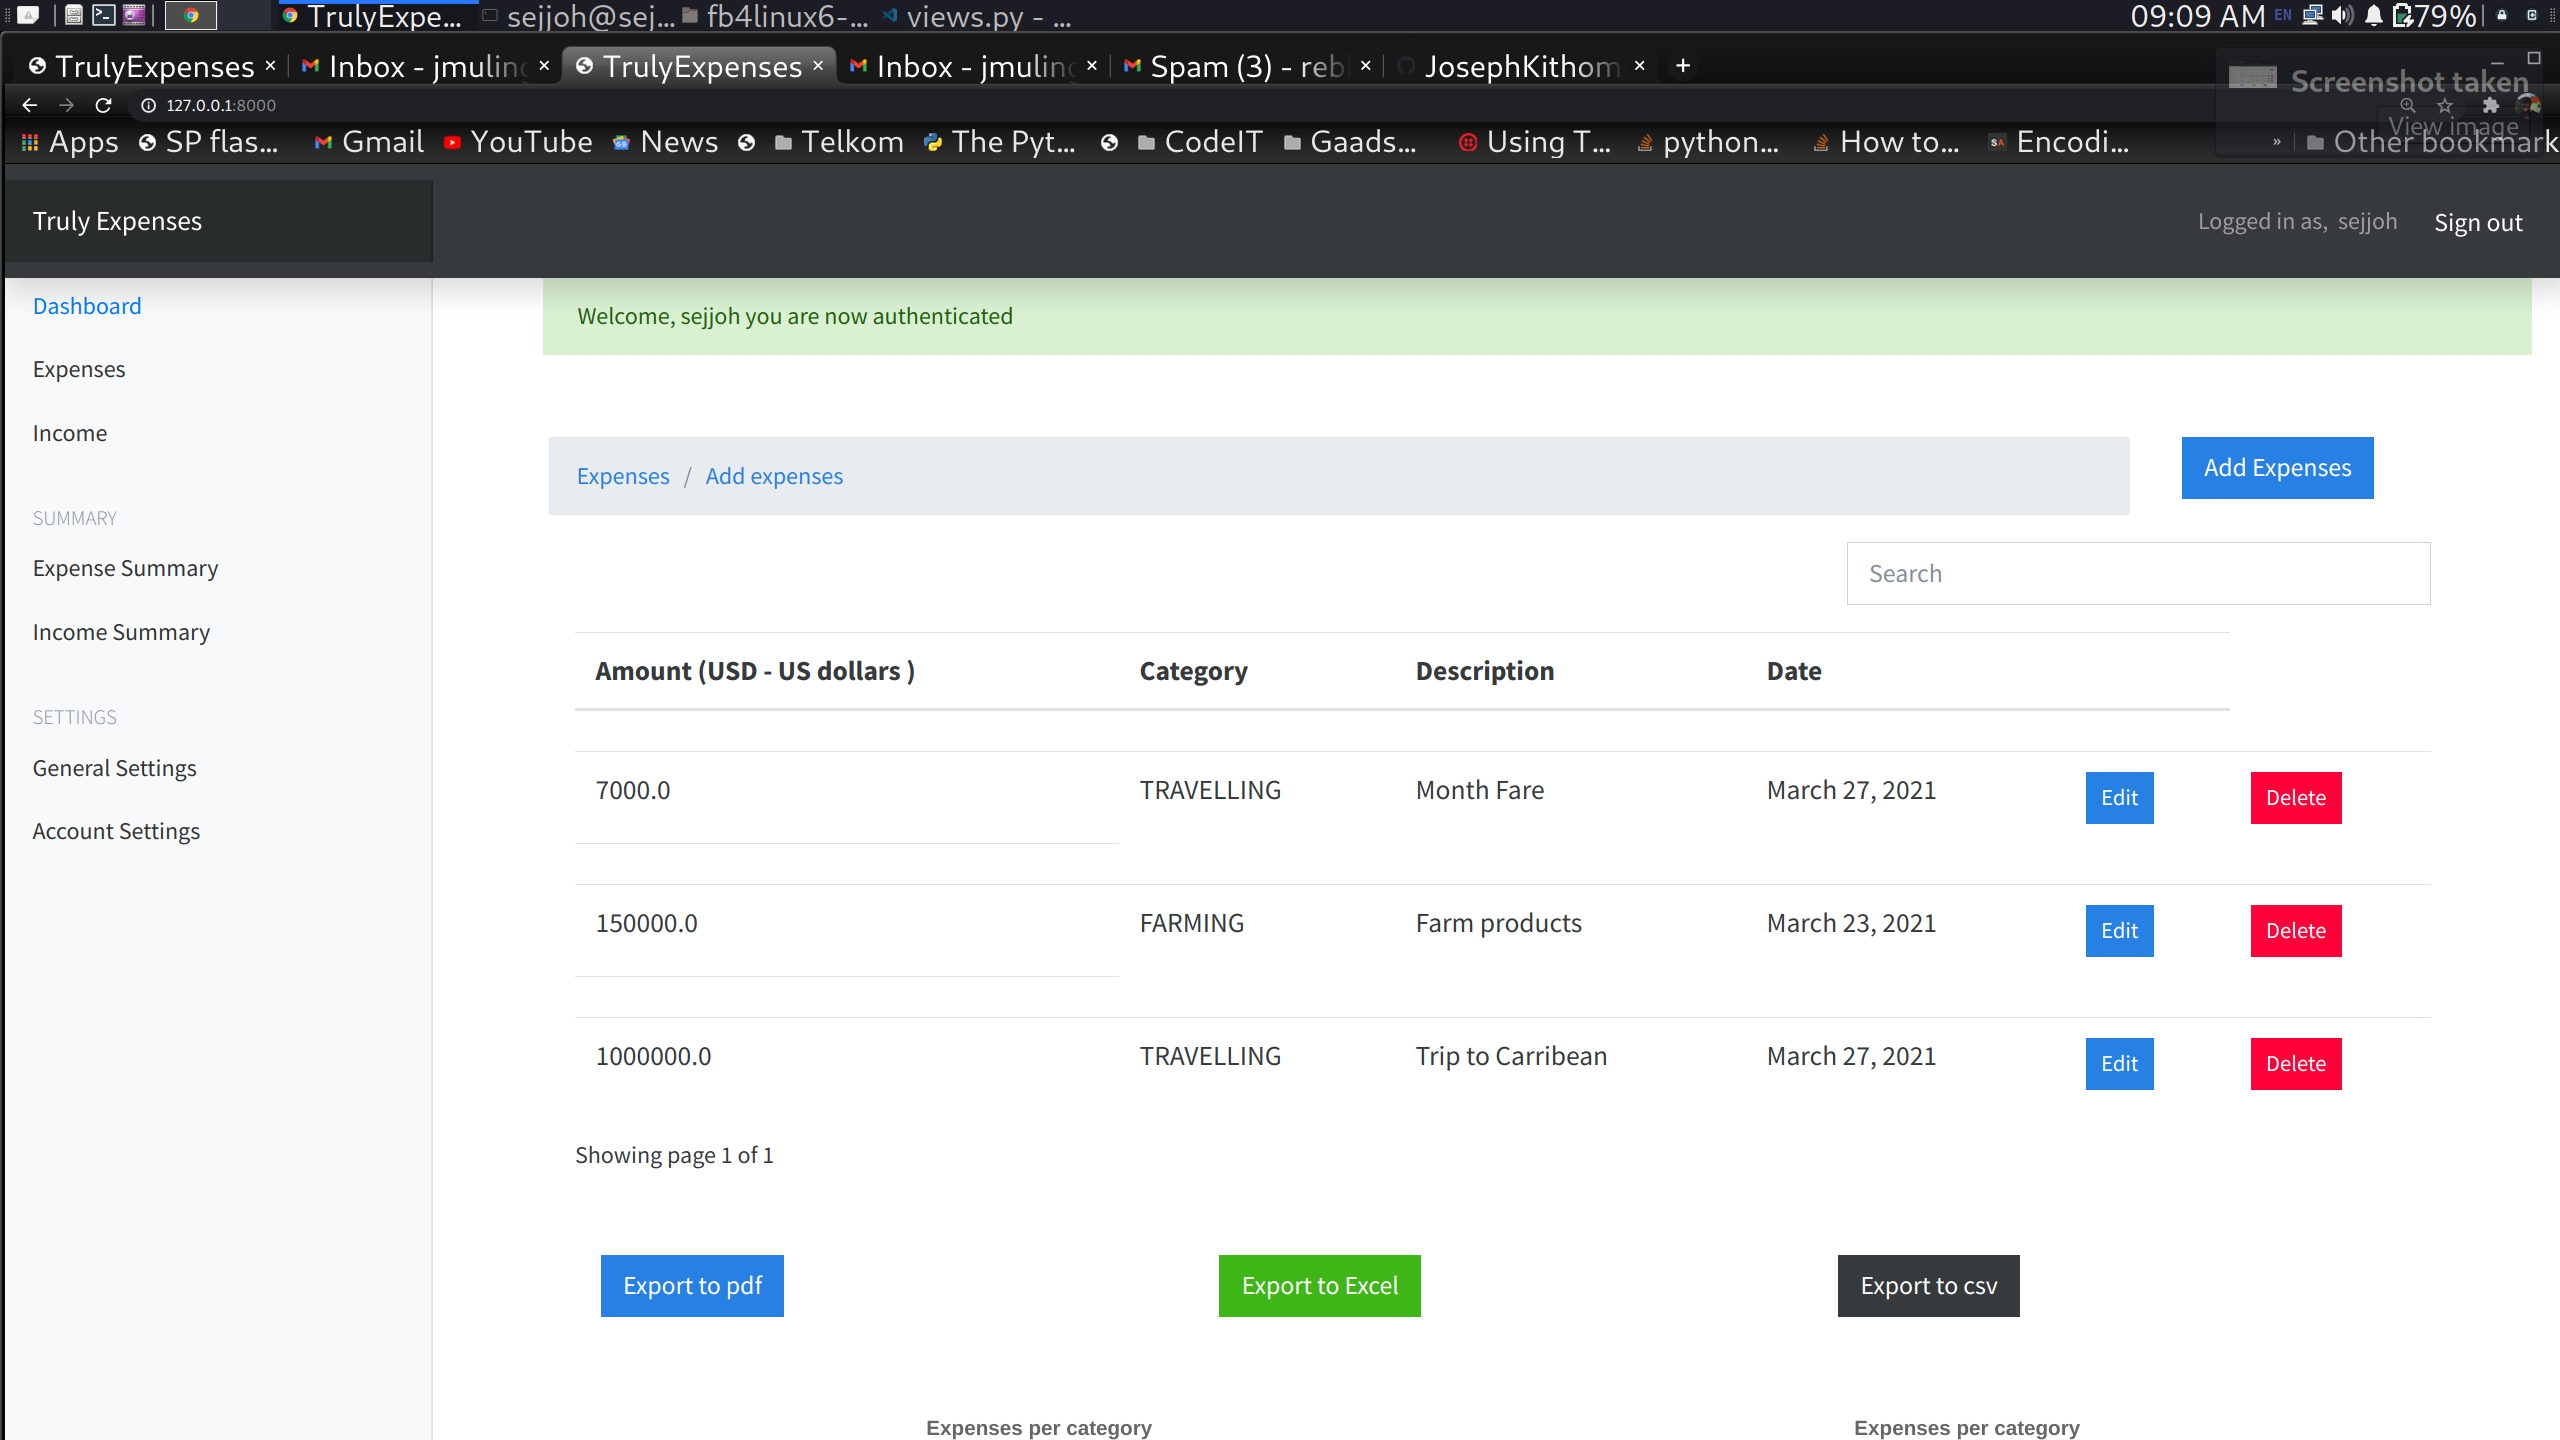 TrulyExpe... sejjoh@sej... fb4linux6-... views.py - ... 09:09 AM EN 79%
TrulyExpenses × Inbox - jmulin × TrulyExpenses × Inbox - jmulin × Spam (3) - reb × JosephKithom × +
Screenshot taken
127.0.0.1:8000
View image
Apps SP flas... Gmail YouTube News Telkom The Pyt... CodeIT Gaads... Using T... python... How to... Encodi... » Other bookmark
Truly Expenses Logged in as, sejjoh Sign out
Dashboard
Welcome, sejjoh you are now authenticated
Expenses
Income
Expenses / Add expenses
Add Expenses
SUMMARY
Expense Summary
Search
Income Summary
Amount (USD - US dollars ) Category Description Date
SETTINGS
General Settings
7000.0 TRAVELLING Month Fare March 27, 2021 Edit Delete
Account Settings
150000.0 FARMING Farm products March 23, 2021 Edit Delete
1000000.0 TRAVELLING Trip to Carribean March 27, 2021 Edit Delete
Showing page 1 of 1
Export to pdf Export to Excel Export to csv
Expenses per category Expenses per category